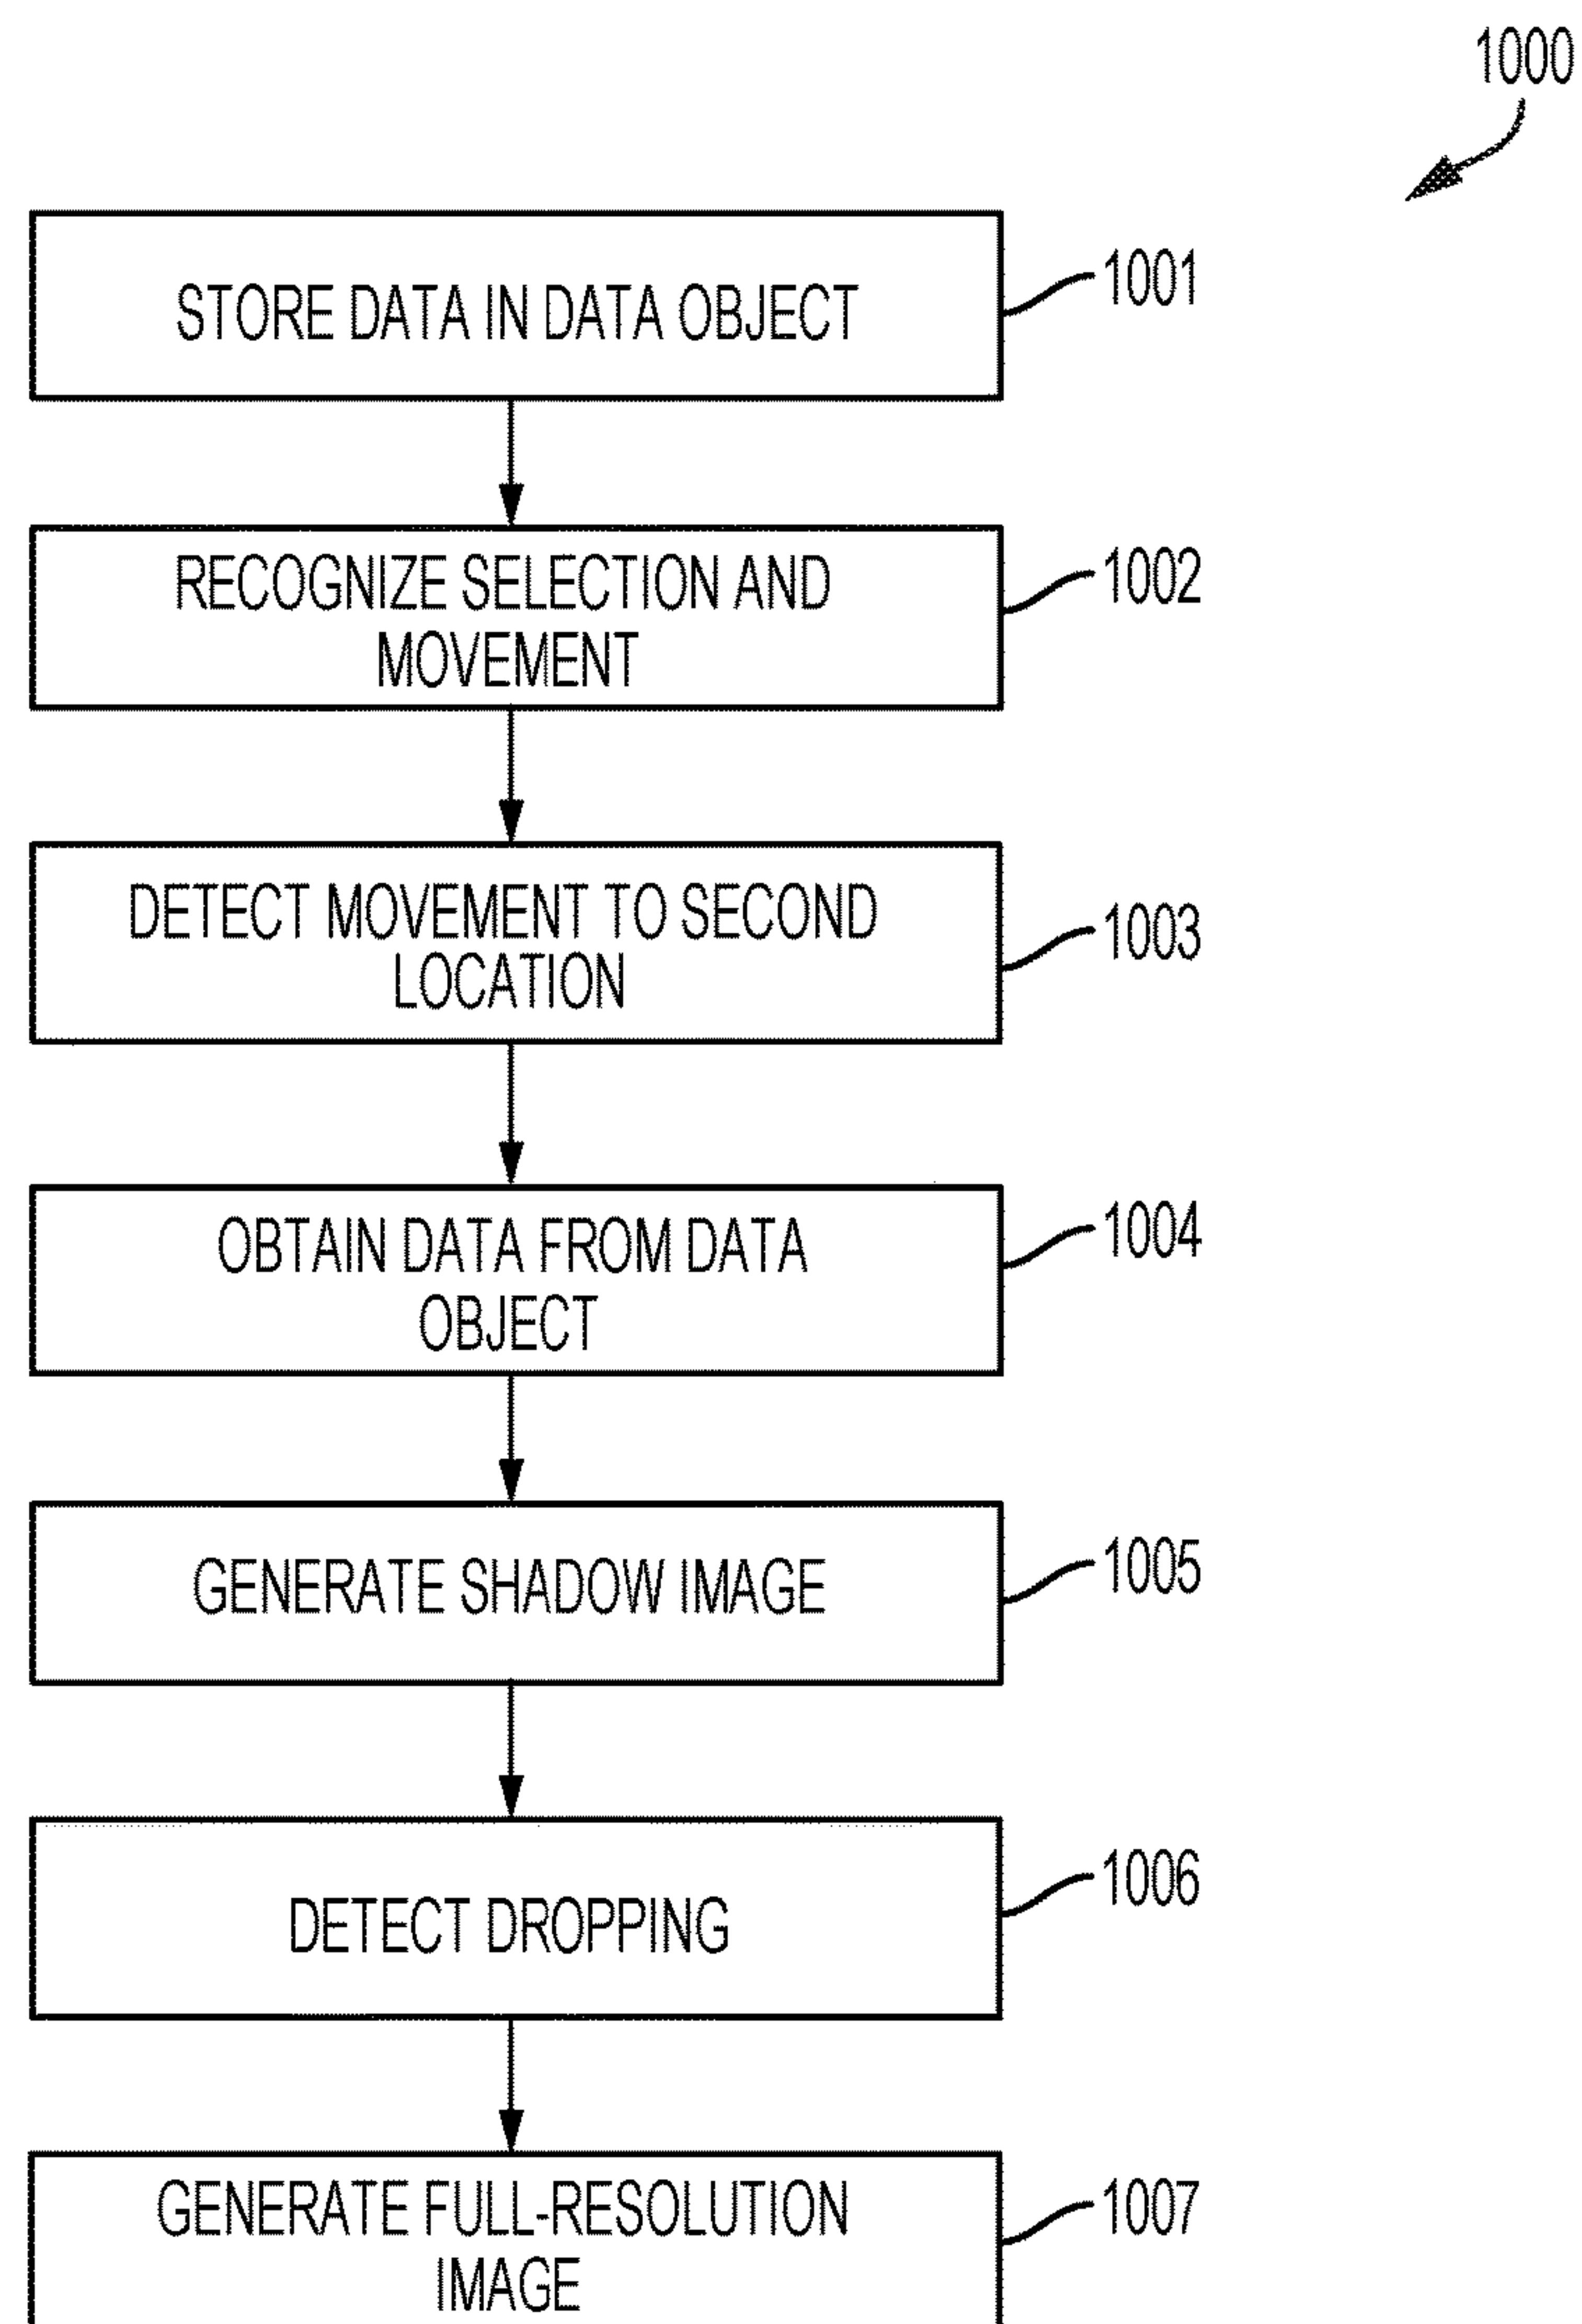 1000
STORE DATA IN DATA OBJECT
1001
RECOGNIZE SELECTION AND
MOVEMENT
1002
DETECT MOVEMENT TO SECOND
LOCATION
1003
OBTAIN DATA FROM DATA
OBJECT
1004
GENERATE SHADOW IMAGE
1005
DETECT DROPPING
1006
GENERATE FULL-RESOLUTION
IMAGE
1007